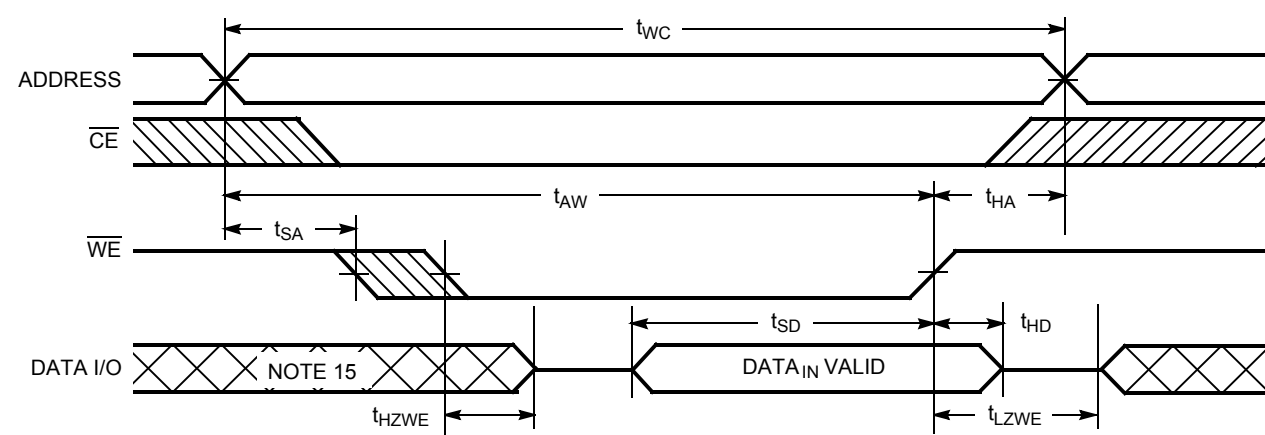 tWC
ADDRESS
CE
tAW
tHA
tSA
WE
tSD
tHD
DATA I/O
NOTE 15
DATAIN VALID
tHZWE
tLZWE